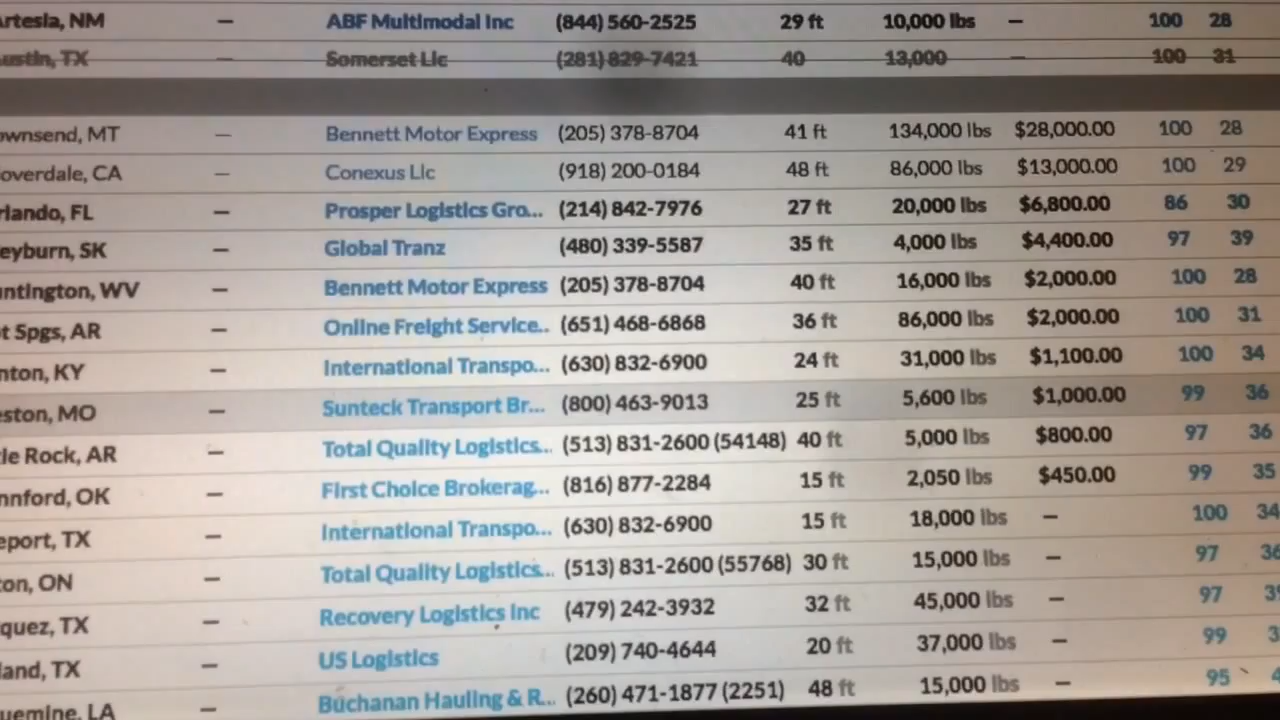 Artesia, NM — ABF Multimodal Inc (844) 560-2525 29 ft 10,000 lbs — 100 28
ustin, TX — Somerset Llc (281) 829-7421 40 13,000 — 100 31
ownsend, MT — Bennett Motor Express (205) 378-8704 41 ft 134,000 lbs $28,000.00 100 28
overdale, CA — Conexus Llc (918) 200-0184 48 ft 86,000 lbs $13,000.00 100 29
rlando, FL — Prosper Logistics Gro... (214) 842-7976 27 ft 20,000 lbs $6,800.00 86 30
eyburn, SK — Global Tranz (480) 339-5587 35 ft 4,000 lbs $4,400.00 97 39
untington, WV — Bennett Motor Express (205) 378-8704 40 ft 16,000 lbs $2,000.00 100 28
t Spgs, AR — Online Freight Service.. (651) 468-6868 36 ft 86,000 lbs $2,000.00 100 31
nton, KY — International Transpo... (630) 832-6900 24 ft 31,000 lbs $1,100.00 100 34
eston, MO — Sunteck Transport Br... (800) 463-9013 25 ft 5,600 lbs $1,000.00 99 36
tle Rock, AR — Total Quality Logistics... (513) 831-2600 (54148) 40 ft 5,000 lbs $800.00 97 36
nnford, OK — First Choice Brokerag... (816) 877-2284 15 ft 2,050 lbs $450.00 99 35
eport, TX — International Transpo... (630) 832-6900 15 ft 18,000 lbs — 100 34
ton, ON — Total Quality Logistics... (513) 831-2600 (55768) 30 ft 15,000 lbs — 97 36
quez, TX — Recovery Logistics Inc (479) 242-3932 32 ft 45,000 lbs — 97
land, TX — US Logistics (209) 740-4644 20 ft 37,000 lbs — 99
uemine, LA — Buchanan Hauling & R... (260) 471-1877 (2251) 48 ft 15,000 lbs — 95